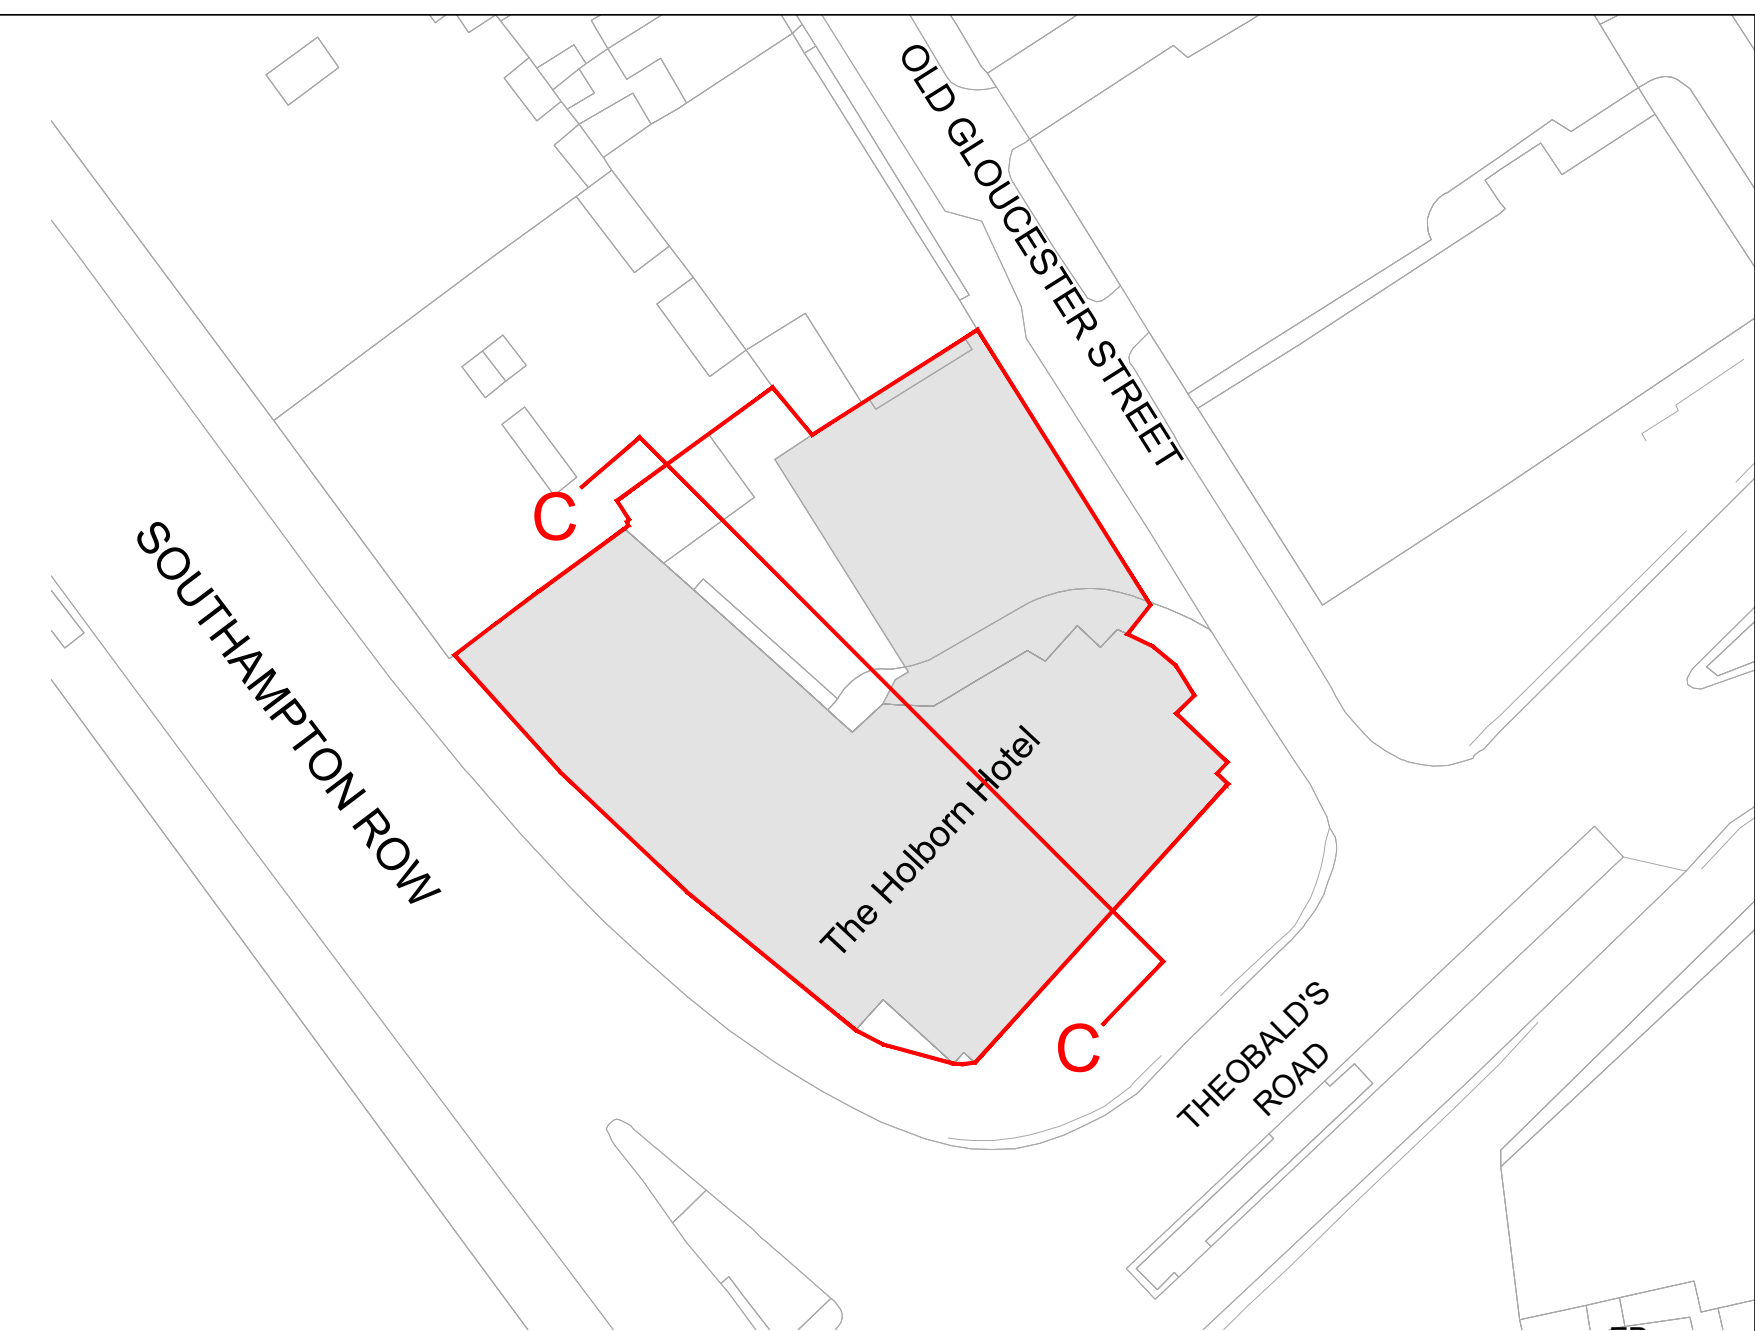 OLD GLOUCESTER STREET
C
SOUTHAMPTON ROW
The Holborn Hotel
C
THEOBALD'S
ROAD